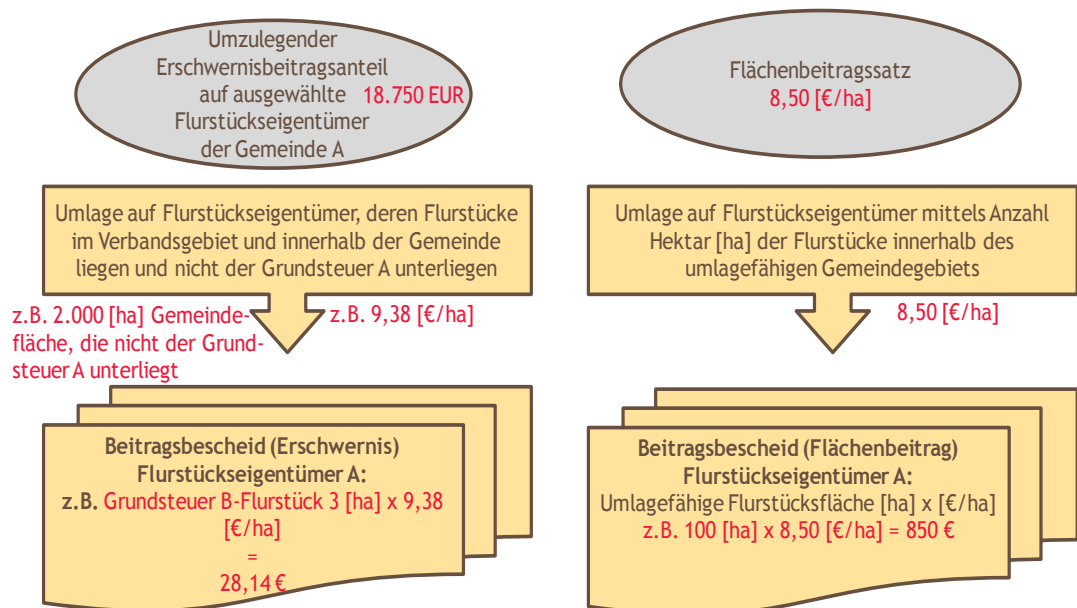 Umzulegender
Erschwernisbeitragsanteil
auf ausgewählte 18.750 EUR
Flurstückseigentümer
der Gemeinde A
Umlage auf Flurstückseigentümer, deren Flurstücke
im Verbandsgebiet und innerhalb der Gemeinde
liegen und nicht der Grundsteuer A unterliegen
z.B. 2.000 [ha] Gemeinde-
fläche, die nicht der Grund-
steuer A unterliegt
z.B. 9,38 [€/ha]
Beitragsbescheid (Erschwernis)
Flurstückseigentümer A:
z.B. Grundsteuer B-Flurstück 3 [ha] x 9,38
[€/ha]
=
28,14 €
Flächenbeitragssatz
8,50 [€/ha]
Umlage auf Flurstückseigentümer mittels Anzahl
Hektar [ha] der Flurstücke innerhalb des
umlagefähigen Gemeindegebiets
8,50 [€/ha]
Beitragsbescheid (Flächenbeitrag)
Flurstückseigentümer A:
Umlagefähige Flurstücksfläche [ha] x [€/ha]
z.B. 100 [ha] x 8,50 [€/ha] = 850 €